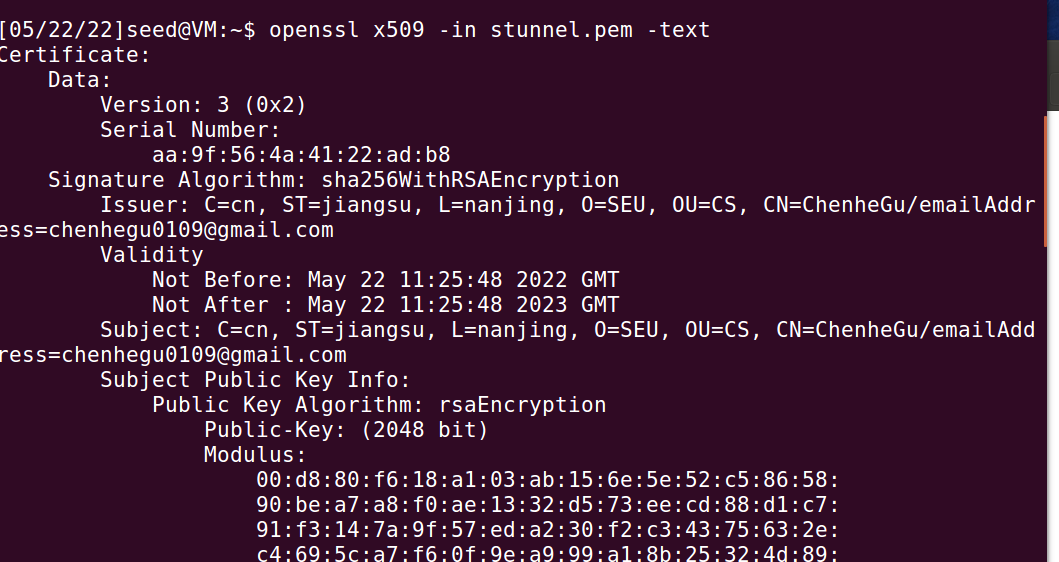 [05/22/22]seed@VM:~$ openssl x509 -in stunnel.pem -text
Certificate:
    Data:
        Version: 3 (0x2)
        Serial Number:
            aa:9f:56:4a:41:22:ad:b8
    Signature Algorithm: sha256WithRSAEncryption
        Issuer: C=cn, ST=jiangsu, L=nanjing, O=SEU, OU=CS, CN=ChenheGu/emailAddr
ess=chenhegu0109@gmail.com
        Validity
            Not Before: May 22 11:25:48 2022 GMT
            Not After : May 22 11:25:48 2023 GMT
        Subject: C=cn, ST=jiangsu, L=nanjing, O=SEU, OU=CS, CN=ChenheGu/emailAdd
ress=chenhegu0109@gmail.com
        Subject Public Key Info:
            Public Key Algorithm: rsaEncryption
                Public-Key: (2048 bit)
                Modulus:
                    00:d8:80:f6:18:a1:03:ab:15:6e:5e:52:c5:86:58:
                    90:be:a7:a8:f0:ae:13:32:d5:73:ee:cd:88:d1:c7:
                    91:f3:14:7a:9f:57:ed:a2:30:f2:c3:43:75:63:2e:
                    c4:69:5c:a7:f6:0f:9e:a9:99:a1:8b:25:32:4d:89: